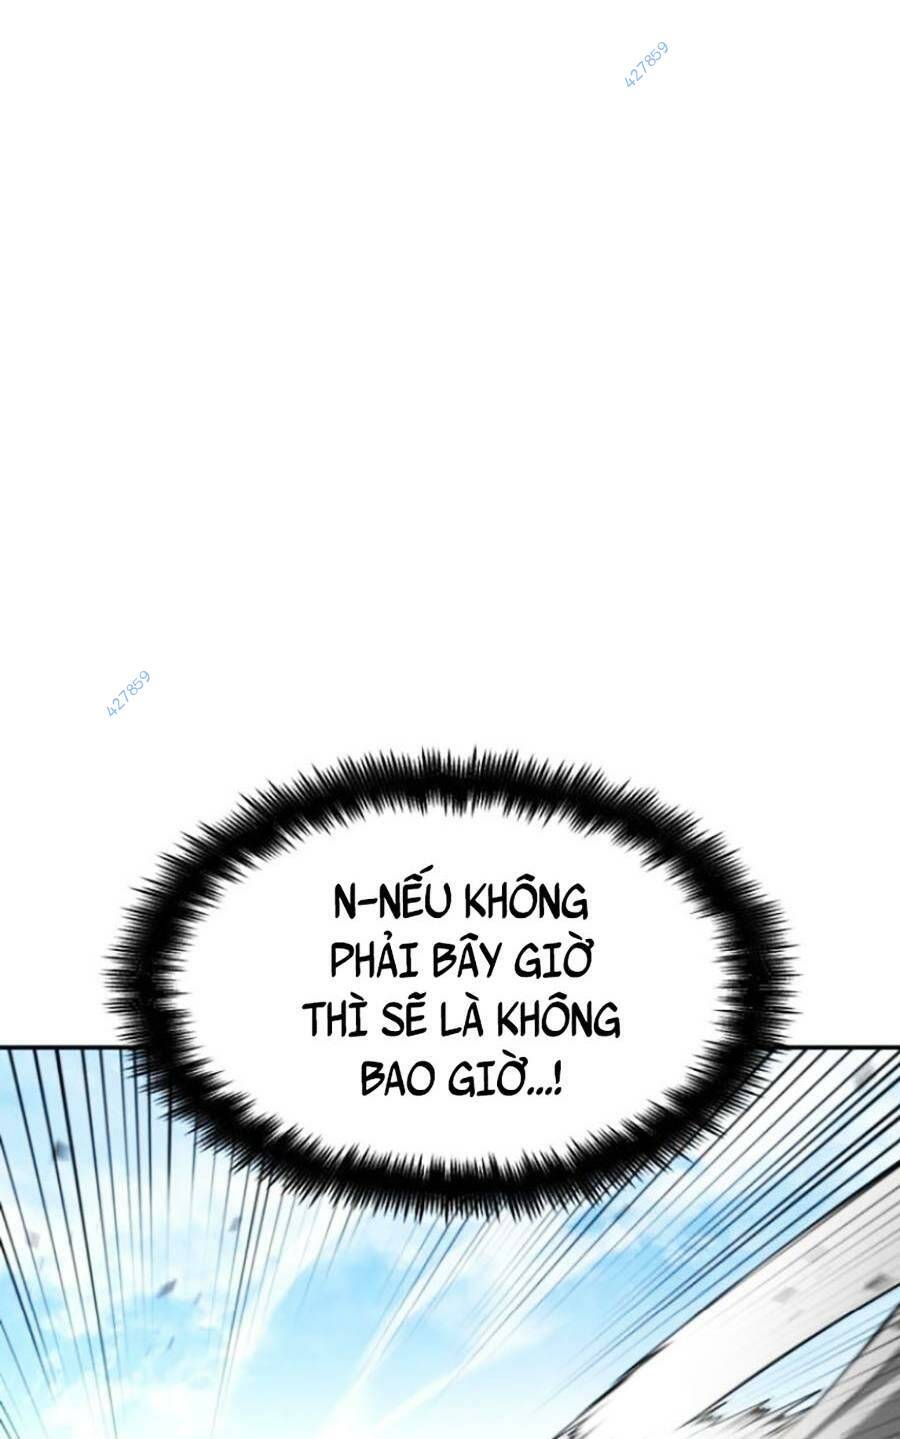 427859
427859
N-NẾU KHÔNG
PHẢI BÂY GIỜ
THÌ SẼ LÀ KHÔNG
BAO GIỜ...!